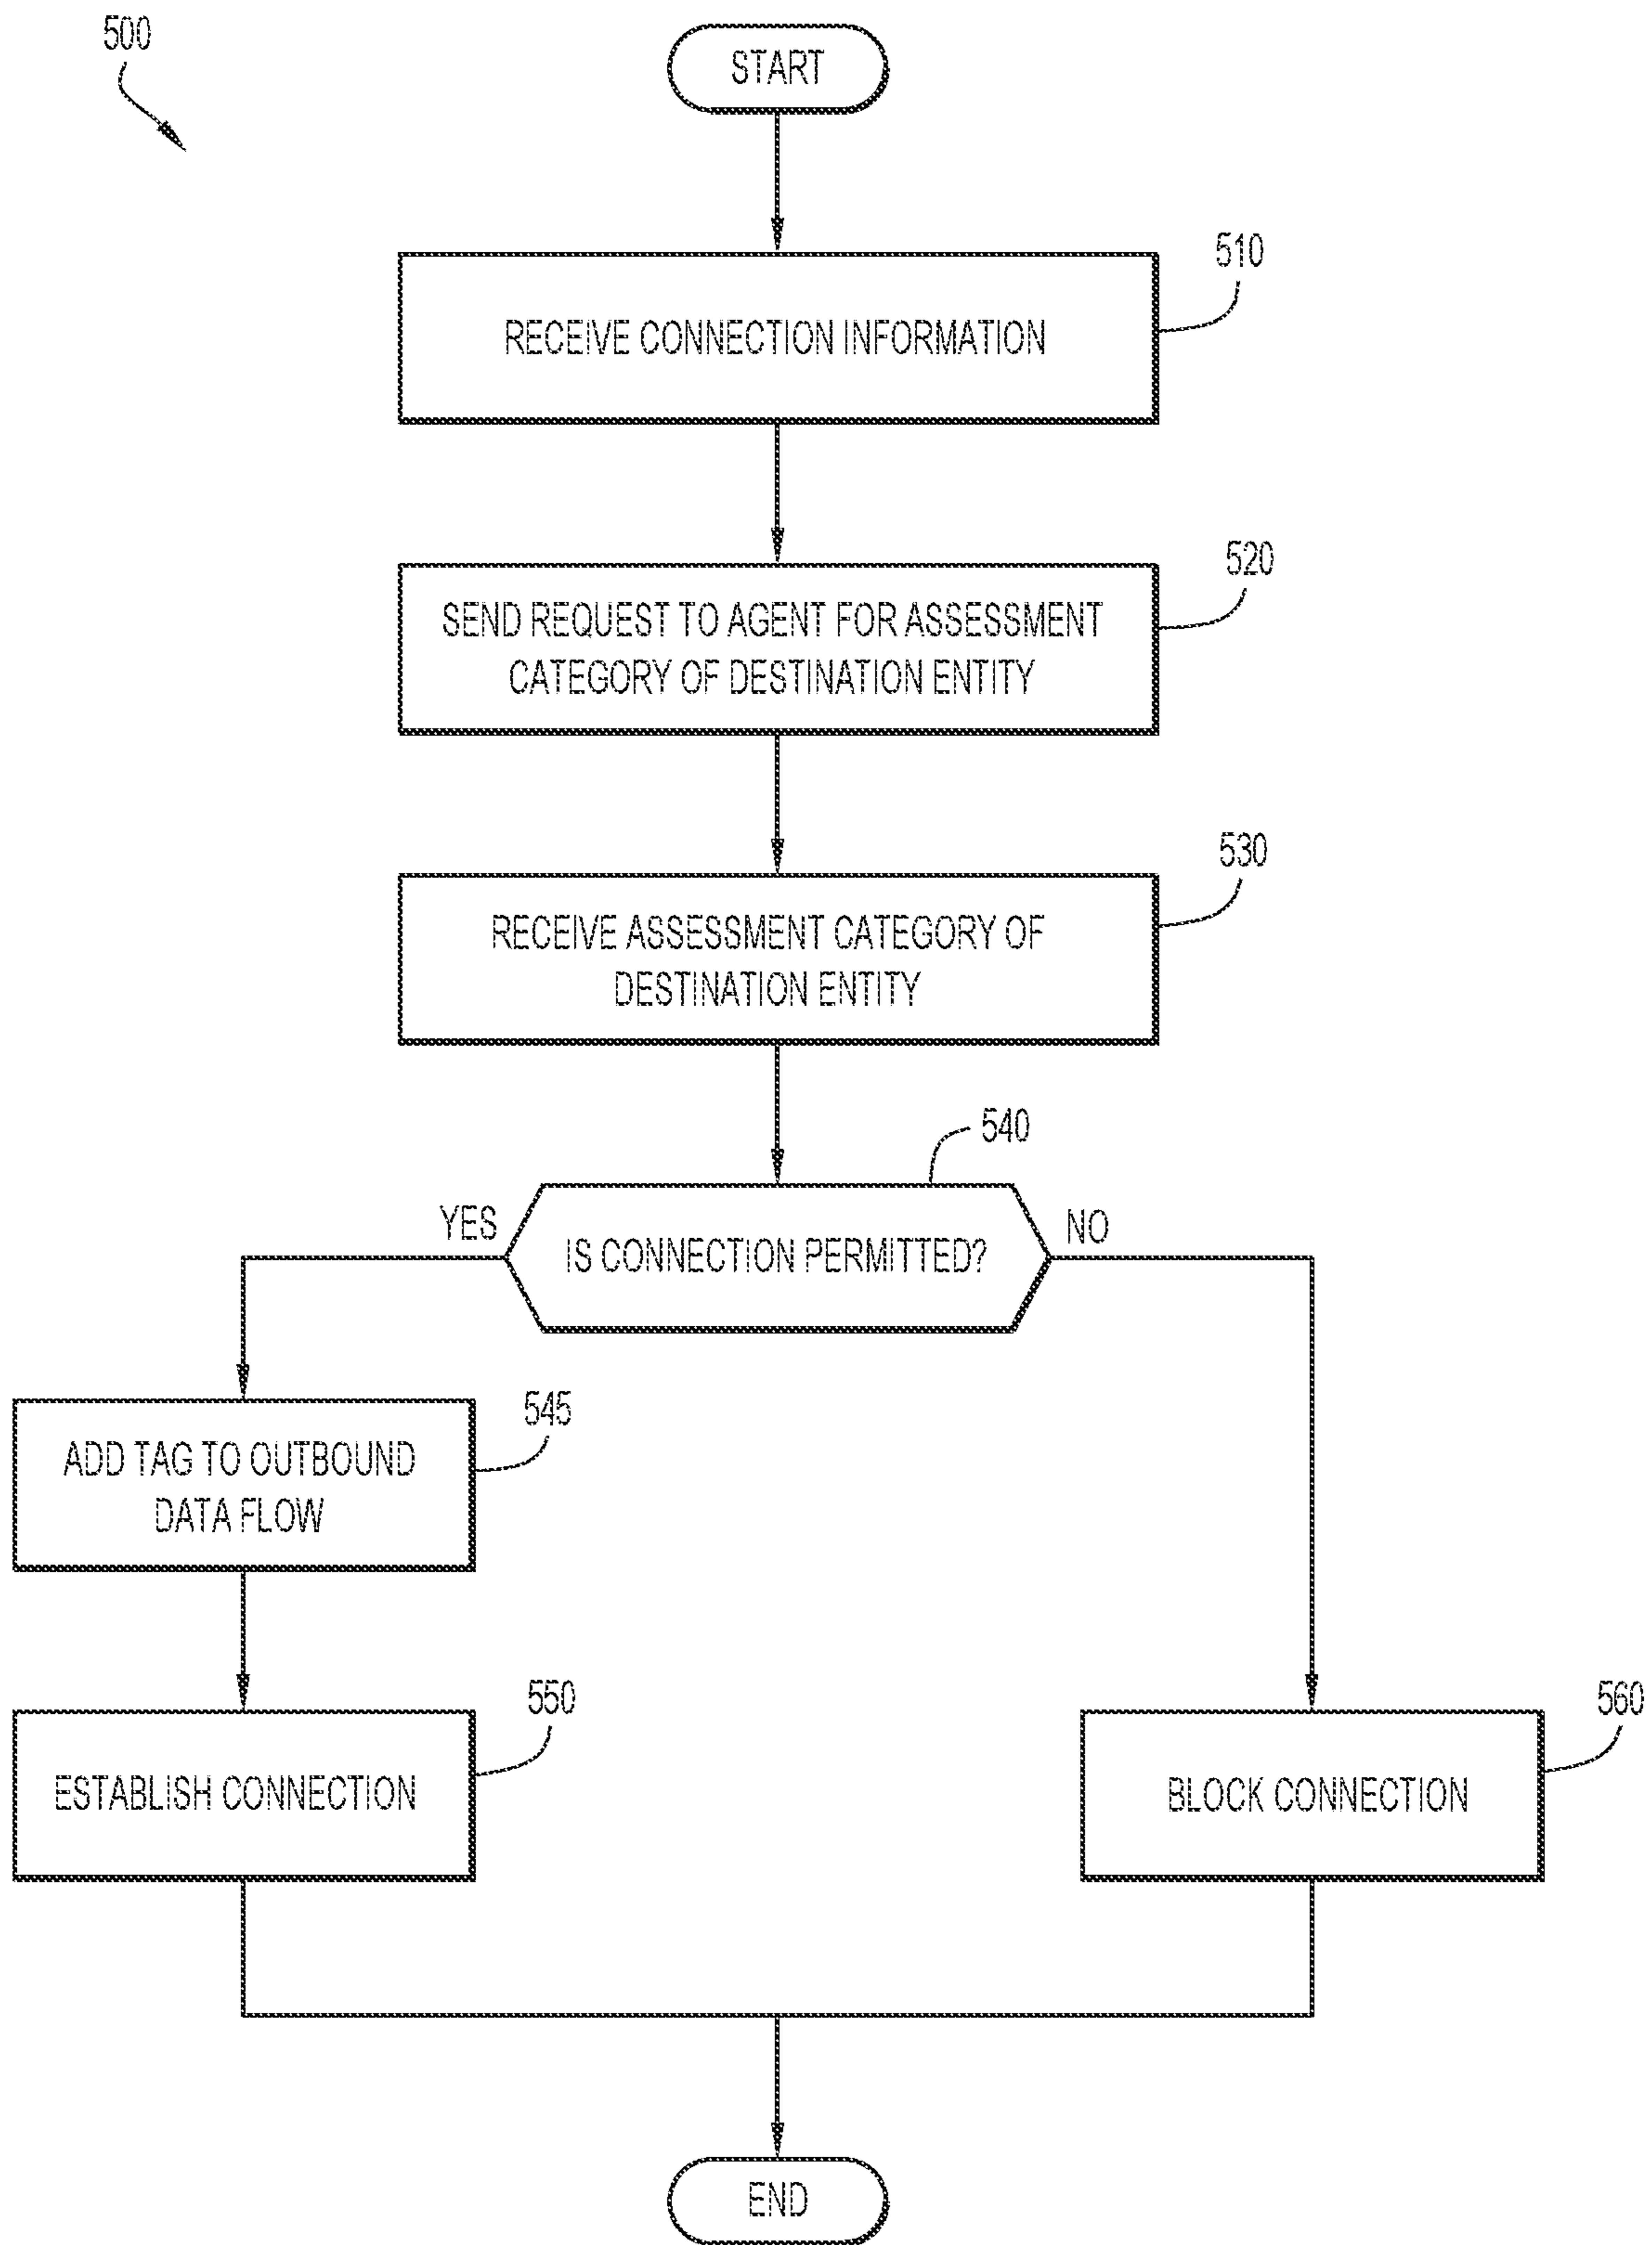 500
START
510
RECEIVE CONNECTION INFORMATION
520
SEND REQUEST TO AGENT FOR ASSESSMENT
CATEGORY OF DESTINATION ENTITY
530
RECEIVE ASSESSMENT CATEGORY OF
DESTINATION ENTITY
540
YES
IS CONNECTION PERMITTED?
NO
545
ADD TAG TO OUTBOUND
DATA FLOW
550
ESTABLISH CONNECTION
560
BLOCK CONNECTION
END